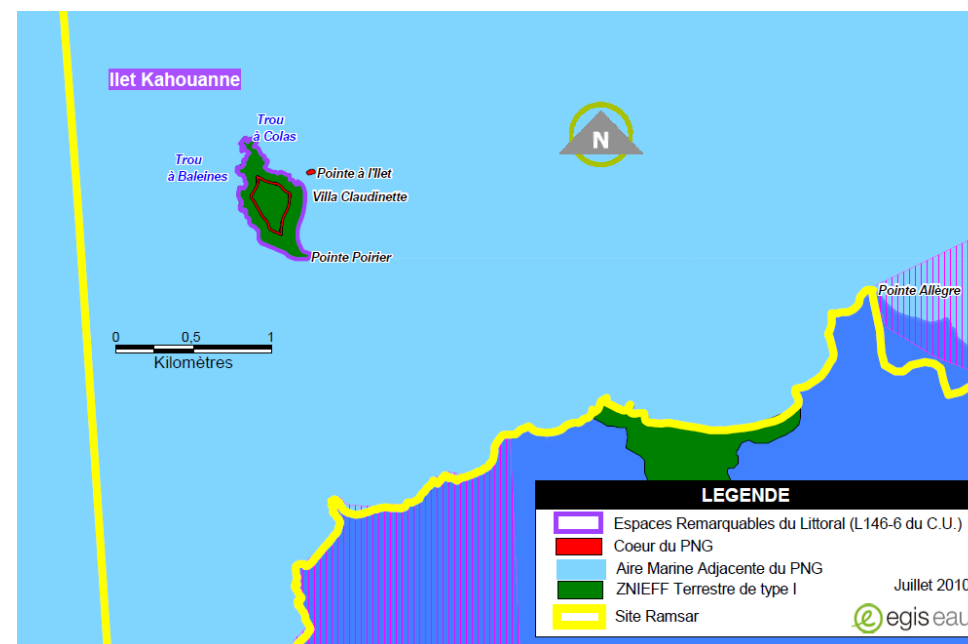 Ilet Kahouanne
Trou
à Colas
Trou
à Baleines
Pointe à l'Ilet
Villa Claudinette
Pointe Poirier
N
Pointe Allègre
0 0,5 1
Kilomètres
LEGENDE
Espaces Remarquables du Littoral (L146-6 du C.U.)
Coeur du PNG
Aire Marine Adjacente du PNG
ZNIEFF Terrestre de type I
Juillet 2010
Site Ramsar
egis eau